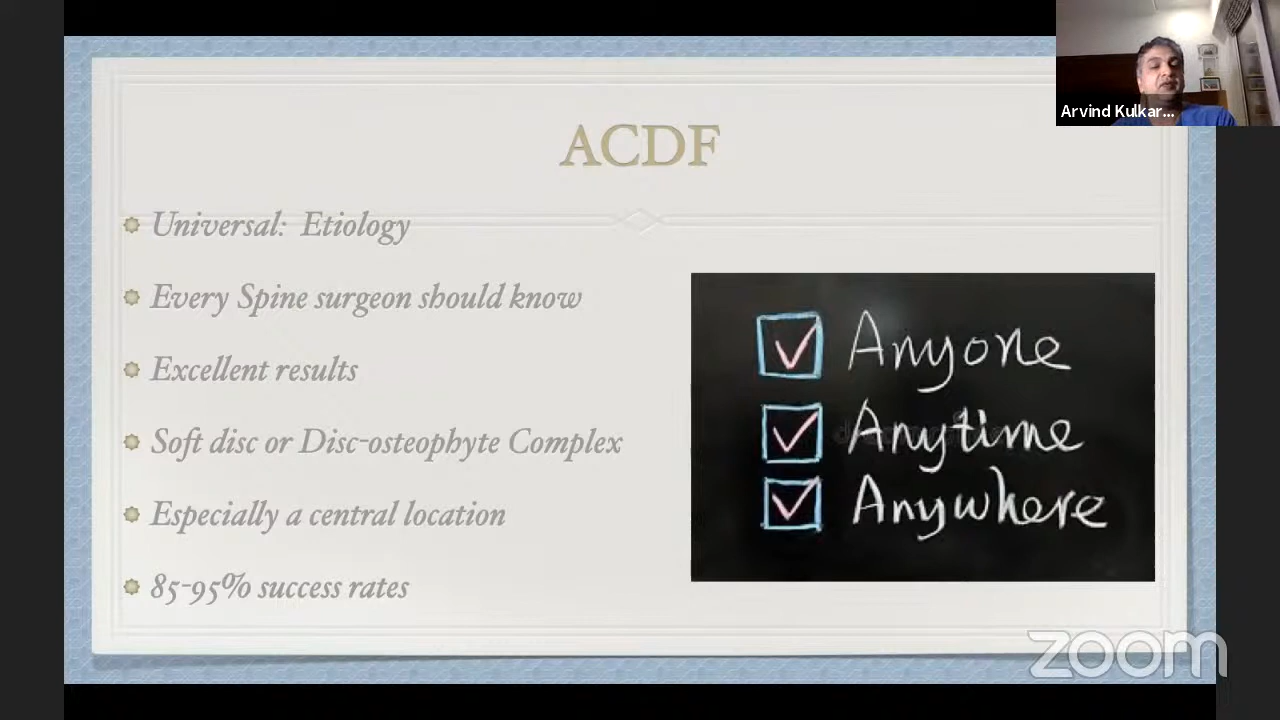 ACDF
Universal: Etiology
Every Spine surgeon should know
Excellent results
Soft disc or Disc-osteophyte Complex
Especially a central location
85-95% success rates
Anyone
Anytime
Anywhere
Arvind Kulkar...
zoom